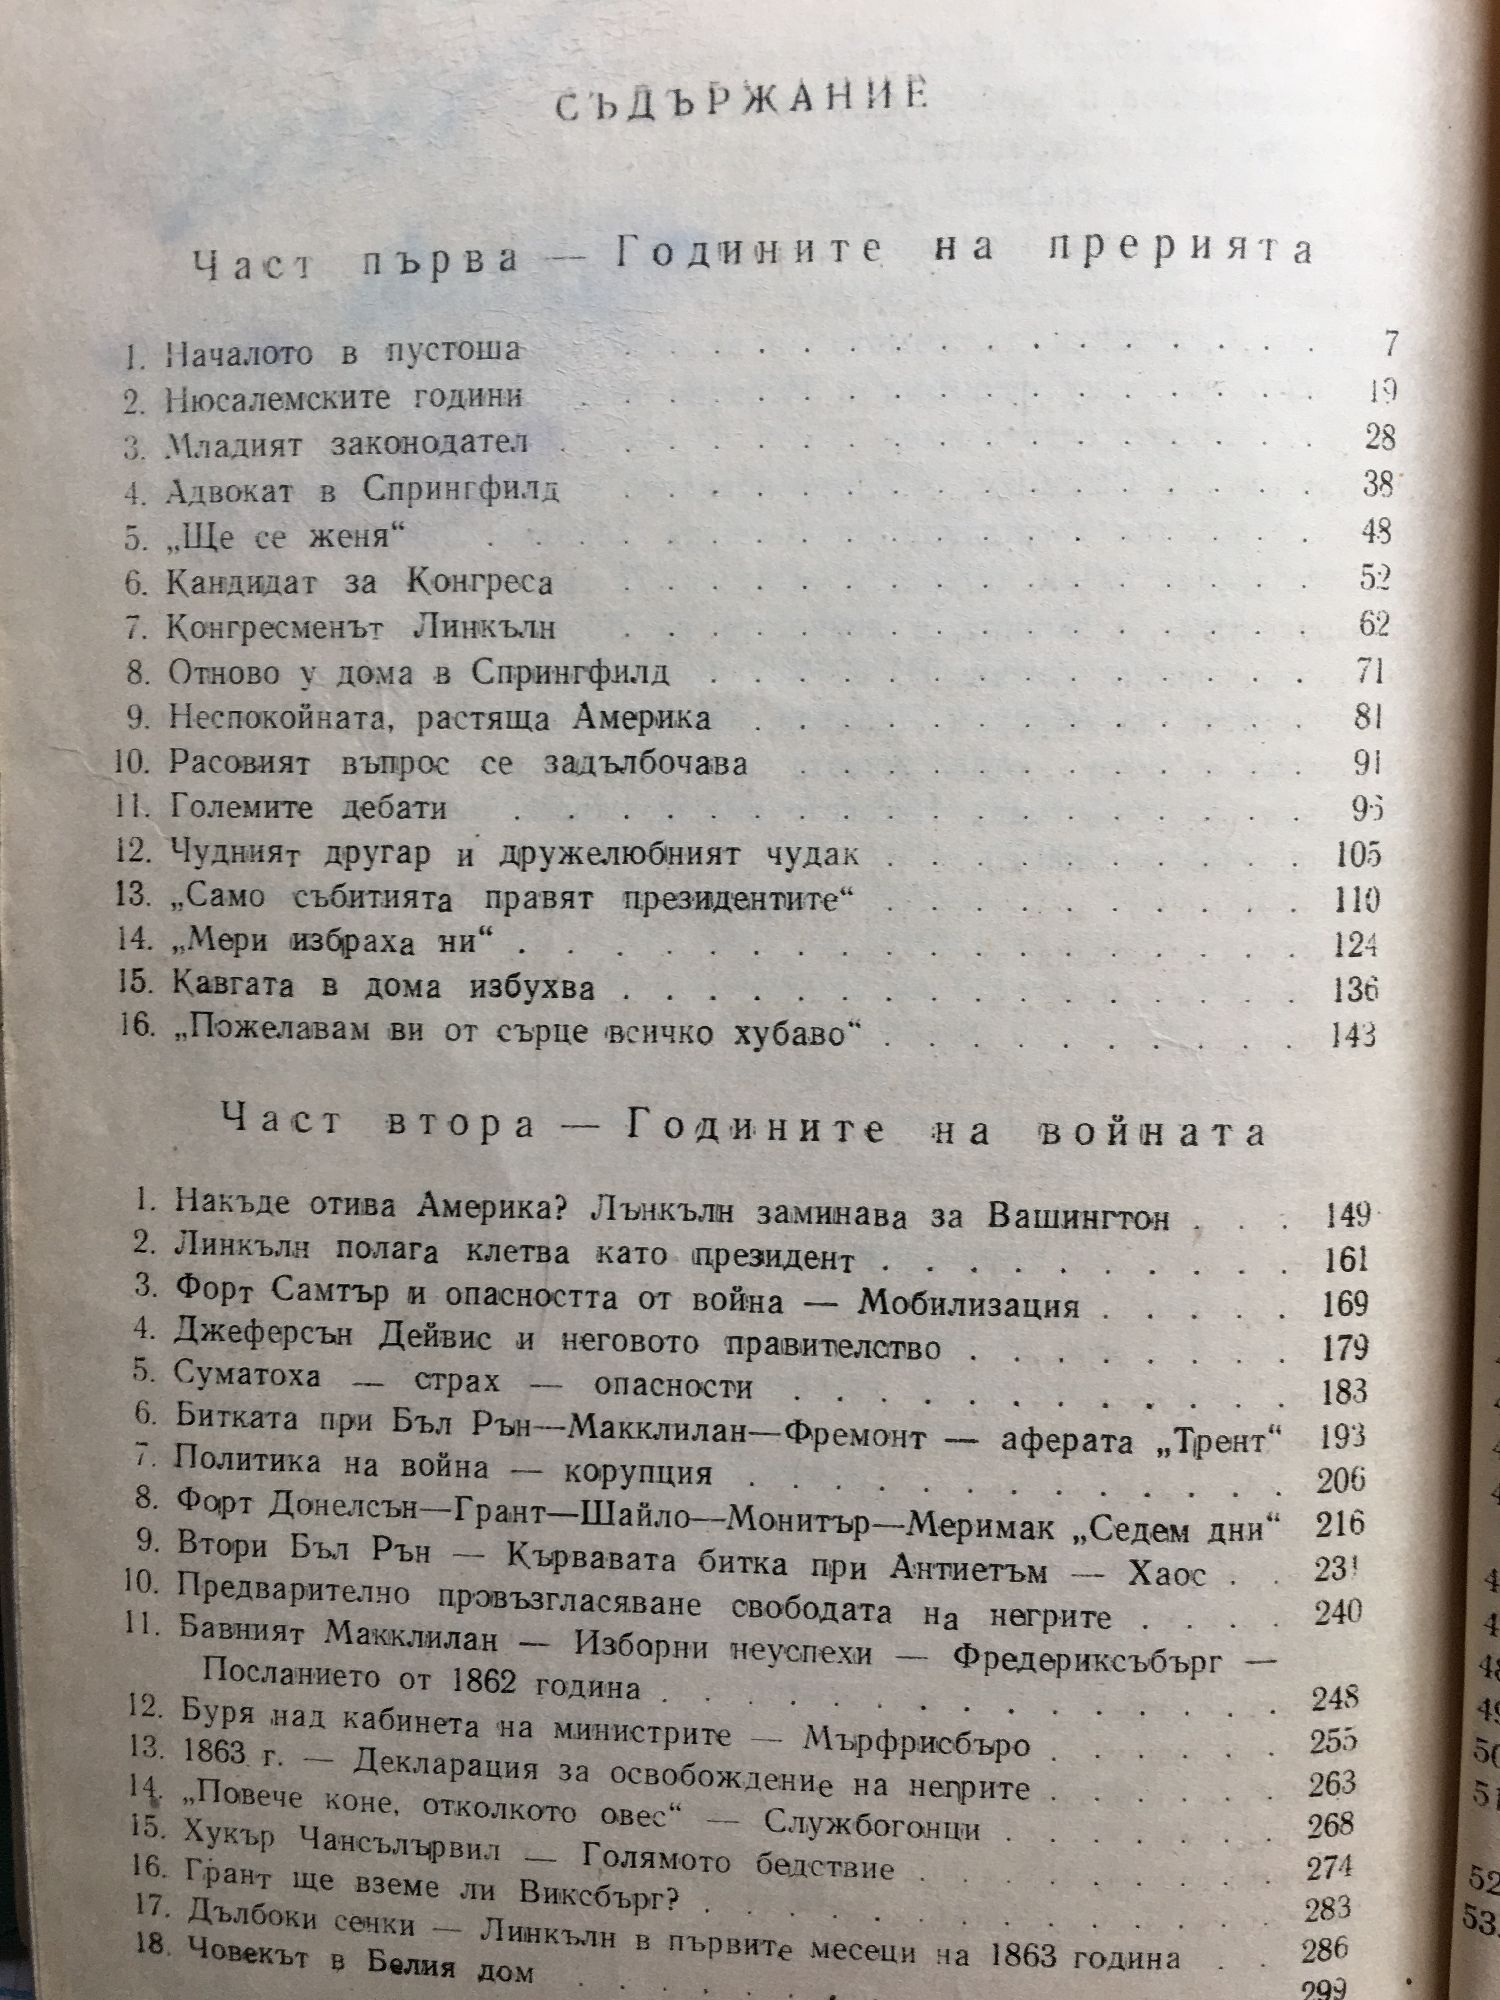 СЪДЪРЖАНИЕ
Част първа — Годините на прерията
1. Началото в пустоша . . . . . . . . . . . . . . . . 7
2. Нюсалемските години . . . . . . . . . . . . . . . . 19
3. Младият законодател . . . . . . . . . . . . . . . . 28
4. Адвокат в Спрингфилд . . . . . . . . . . . . . . . . 38
5. „Ще се женя“ . . . . . . . . . . . . . . . . 48
6. Кандидат за Конгреса . . . . . . . . . . . . . . . . 52
7. Конгресменът Линкълн . . . . . . . . . . . . . . . . 62
8. Отново у дома в Спрингфилд . . . . . . . . . . . . . . 71
9. Неспокойната, растяща Америка . . . . . . . . . . . . . 81
10. Расовият въпрос се задълбочава . . . . . . . . . . . . 91
11. Големите дебати . . . . . . . . . . . . . . . . 96
12. Чудният другар и дружелюбният чудак . . . . . . . . . . 105
13. „Само събитията правят президентите“ . . . . . . . . . . 110
14. „Мери избраха ни“ . . . . . . . . . . . . . . . . 124
15. Кавгата в дома избухва . . . . . . . . . . . . . . . 136
16. „Пожелавам ви от сърце всичко хубаво“ . . . . . . . . . . 143
Част втора — Годините на войната
1. Накъде отива Америка? Лънкълн заминава за Вашингтон . . . 149
2. Линкълн полага клетва като президент . . . . . . . . . . 161
3. Форт Самтър и опасността от война — Мобилизация . . . . . 169
4. Джеферсън Дейвис и неговото правителство . . . . . . . . 179
5. Суматоха — страх — опасности . . . . . . . . . . . . 183
6. Битката при Бъл Рън—Макклилан—Фремонт — аферата „Трент“ 193
7. Политика на война — корупция . . . . . . . . . . . . 206
8. Форт Донелсън—Грант—Шайло—Монитър—Меримак „Седем дни“ 216
9. Втори Бъл Рън — Кървавата битка при Антиетъм — Хаос . . 231
10. Предварително провъзгласяване свободата на негрите . . . . 240
11. Бавният Макклилан — Изборни неуспехи — Фредериксбърг —
Посланието от 1862 година . . . . . . . . . . . . . . 248
12. Буря над кабинета на министрите — Мърфрисбъро . . . . . . 255
13. 1863 г. — Декларация за освобождение на негрите . . . . . . 263
14. „Повече коне, отколкото овес“ — Службогонци . . . . . . . 268
15. Хукър Чансълървил — Голямото бедствие . . . . . . . . . 274
16. Грант ще вземе ли Виксбърг? . . . . . . . . . . . . . 283
17. Дълбоки сенки — Линкълн в първите месеци на 1863 година . . 286
18. Човекът в Белия дом . . . . . . . . . . . . . . . 299
52
53.